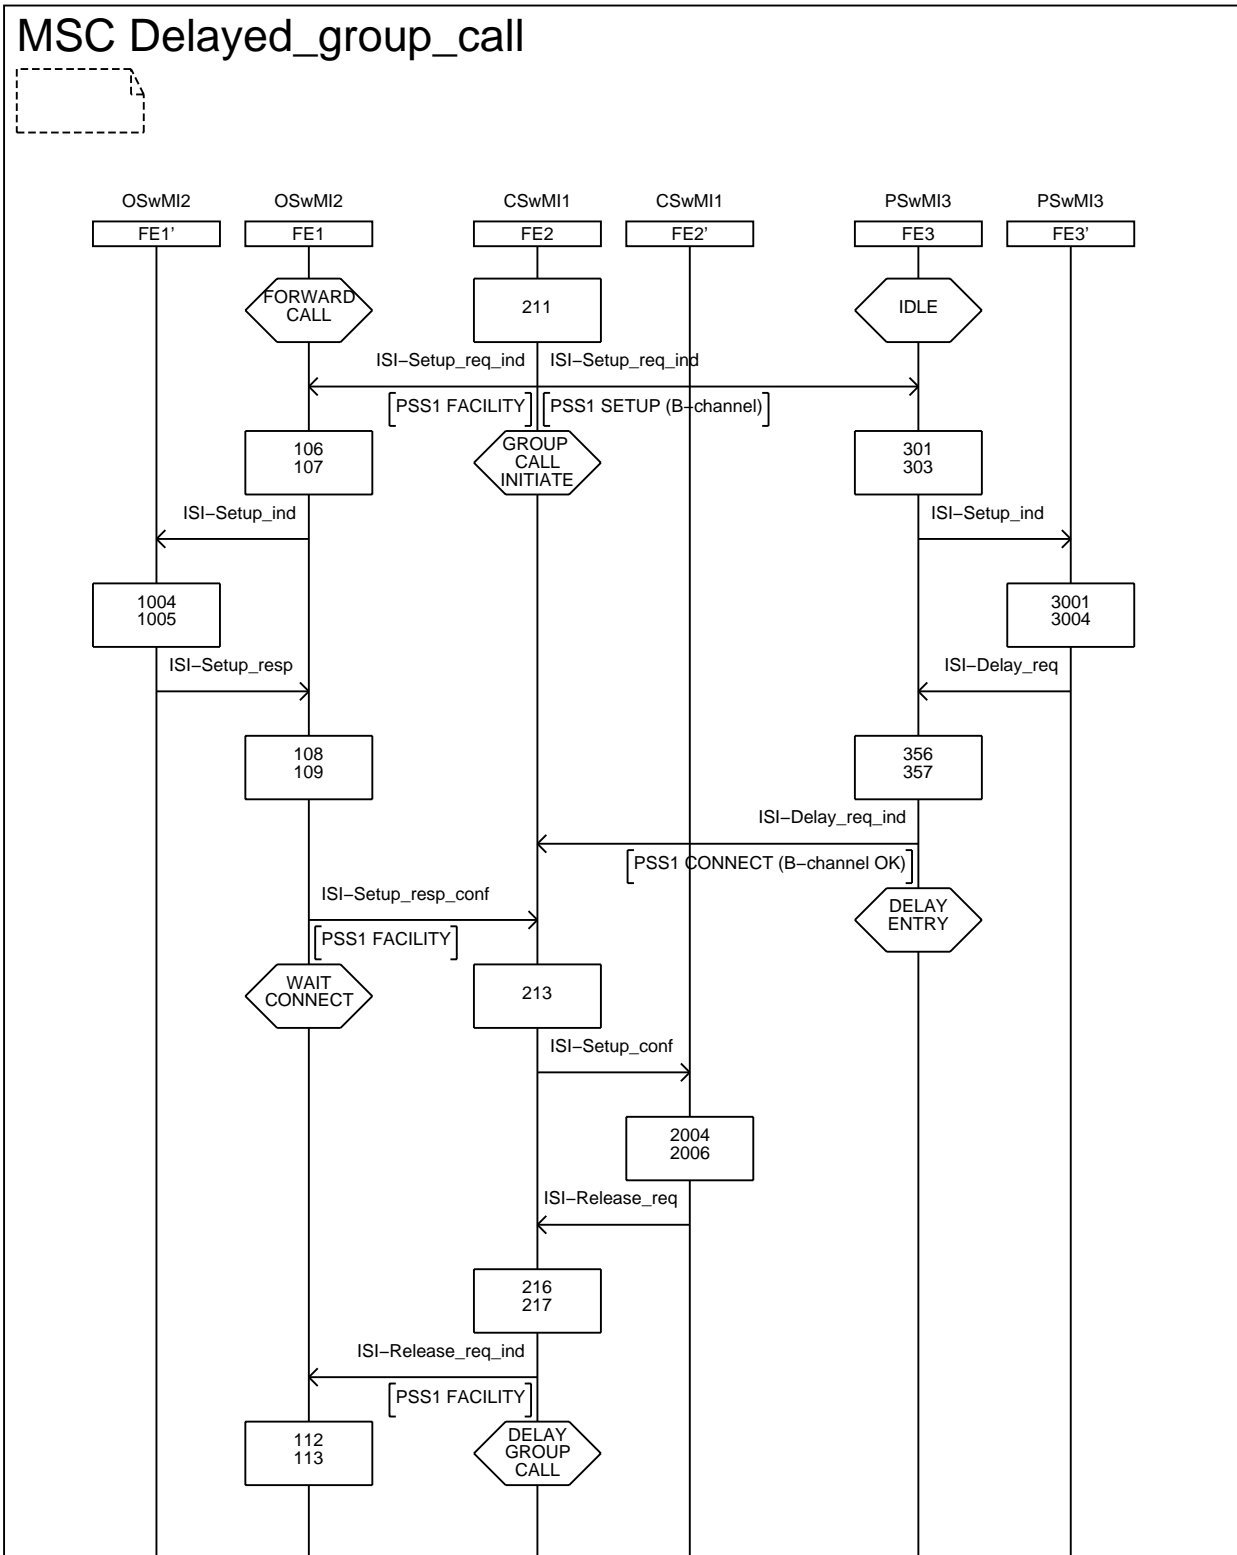 MSC Delayed_group_call
OSwMI2 OSwMI2 CSwMI1 CSwMI1 PSwMI3 PSwMI3
FE1' FE1 FE2 FE2' FE3 FE3'
FORWARD
CALL
211
IDLE
ISI−Setup_req_ind ISI−Setup_req_ind
PSS1 FACILITY PSS1 SETUP (B−channel)
106
107
GROUP
CALL
INITIATE
301
303
ISI−Setup_ind ISI−Setup_ind
1004
1005
3001
3004
ISI−Setup_resp ISI−Delay_req
108
109
356
357
ISI−Delay_req_ind
PSS1 CONNECT (B−channel OK)
ISI−Setup_resp_conf
PSS1 FACILITY
DELAY
ENTRY
WAIT
CONNECT
213
ISI−Setup_conf
2004
2006
ISI−Release_req
216
217
ISI−Release_req_ind
PSS1 FACILITY
112
113
DELAY
GROUP
CALL